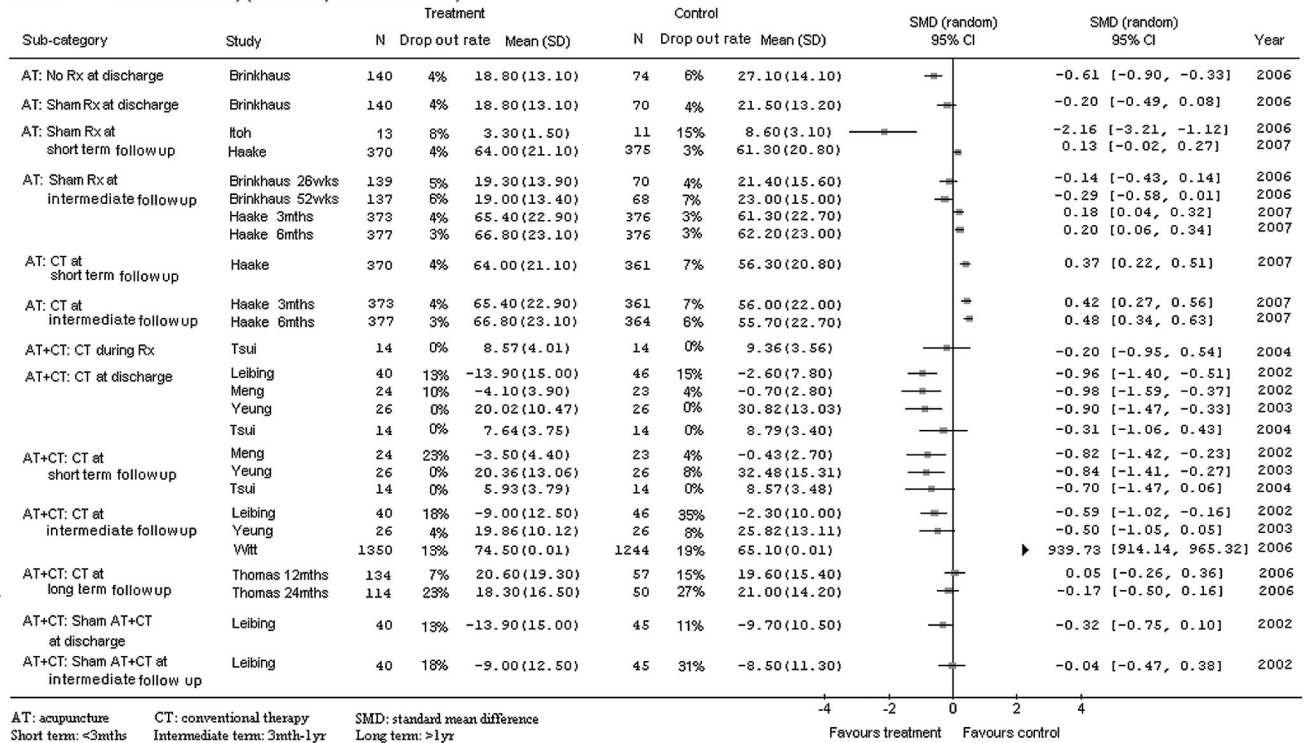 Treatment Control
SMD (random) SMD (random)
Sub-category Study N Drop out rate Mean (SD) N Drop out rate Mean (SD) 95% CI 95% CI Year
AT: No Rx at discharge Brinkhaus 140 4% 18.80(13.10) 74 6% 27.10(14.10) -0.61 [-0.90, -0.33] 2006
AT: Sham Rx at discharge Brinkhaus 140 4% 18.80(13.10) 70 4% 21.50(13.20) -0.20 [-0.49, 0.08] 2006
AT: Sham Rx at Itoh 13 8% 3.30(1.50) 11 15% 8.60(3.10) -2.16 [-3.21, -1.12] 2006
short term follow up Haake 370 4% 64.00(21.10) 375 3% 61.30(20.80) 0.13 [-0.02, 0.27] 2007
AT: Sham Rx at Brinkhaus 26wks 139 5% 19.30(13.90) 70 4% 21.40(15.60) -0.14 [-0.43, 0.14] 2006
intermediate follow up Brinkhaus 52wks 137 6% 19.00(13.40) 68 7% 23.00(15.00) -0.29 [-0.58, 0.01] 2006
Haake 3mths 373 4% 65.40(22.90) 376 3% 61.30(22.70) 0.18 [0.04, 0.32] 2007
Haake 6mths 377 3% 66.80(23.10) 376 3% 62.20(23.00) 0.20 [0.06, 0.34] 2007
AT: CT at Haake 370 4% 64.00(21.10) 361 7% 56.30(20.80) 0.37 [0.22, 0.51] 2007
short term follow up
AT: CT at Haake 3mths 373 4% 65.40(22.90) 361 7% 56.00(22.00) 0.42 [0.27, 0.56] 2007
intermediate follow up Haake 6mths 377 3% 66.80(23.10) 364 6% 55.70(22.70) 0.48 [0.34, 0.63] 2007
AT+CT: CT during Rx Tsui 14 0% 8.57(4.01) 14 0% 9.36(3.56) -0.20 [-0.95, 0.54] 2004
AT+CT: CT at discharge Leibing 40 13% -13.90(15.00) 46 15% -2.60(7.80) -0.96 [-1.40, -0.51] 2002
Meng 24 10% -4.10(3.90) 23 4% -0.70(2.80) -0.98 [-1.59, -0.37] 2002
Yeung 26 0% 20.02(10.47) 26 0% 30.82(13.03) -0.90 [-1.47, -0.33] 2003
Tsui 14 0% 7.64(3.75) 14 0% 8.79(3.40) -0.31 [-1.06, 0.43] 2004
AT+CT: CT at Meng 24 23% -3.50(4.40) 23 4% -0.43(2.70) -0.82 [-1.42, -0.23] 2002
short term follow up Yeung 26 0% 20.36(13.06) 26 8% 32.48(15.31) -0.84 [-1.41, -0.27] 2003
Tsui 14 0% 5.93(3.79) 14 0% 8.57(3.48) -0.70 [-1.47, 0.06] 2004
AT+CT: CT at Leibing 40 18% -9.00(12.50) 46 35% -2.30(10.00) -0.59 [-1.02, -0.16] 2002
intermediate follow up Yeung 26 4% 19.86(10.12) 26 8% 25.82(13.11) -0.50 [-1.05, 0.05] 2003
Witt 1350 13% 74.50(0.01) 1244 19% 65.10(0.01) 939.73 [914.14, 965.32] 2006
AT+CT: CT at Thomas 12mths 134 7% 20.60(19.30) 57 15% 19.60(15.40) 0.05 [-0.26, 0.36] 2006
long term follow up Thomas 24mths 114 23% 18.30(16.50) 50 27% 21.00(14.20) -0.17 [-0.50, 0.16] 2006
AT+CT: Sham AT+CT Leibing 40 13% -13.90(15.00) 45 11% -9.70(10.50) -0.32 [-0.75, 0.10] 2002
at discharge
AT+CT: Sham AT+CT at Leibing 40 18% -9.00(12.50) 45 31% -8.50(11.30) -0.04 [-0.47, 0.38] 2002
intermediate follow up
-4 -2 0 2 4
AT: acupuncture CT: conventional therapy SMD: standard mean difference
Short term: <3mths Intermediate term: 3mth-1yr Long term: >1yr Favours treatment Favours control